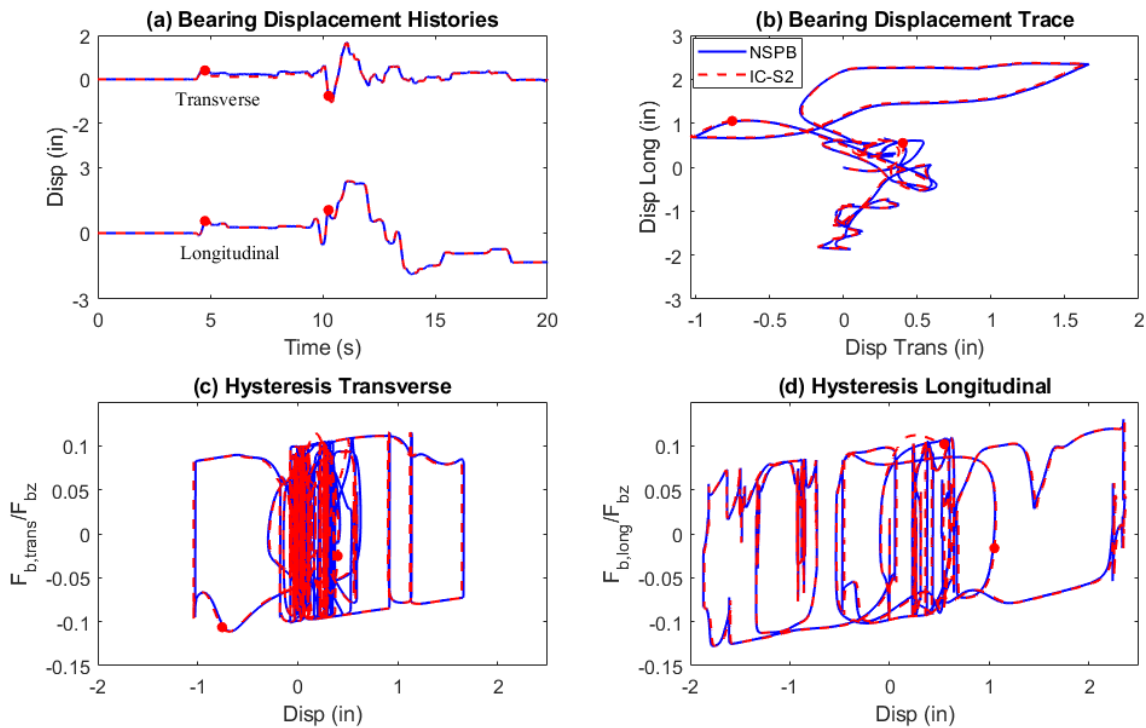 (a) Bearing Displacement Histories
2
0
-2
3
0
-3
Disp (in)
Transverse
Longitudinal
0
5
10
15
20
Time (s)
(b) Bearing Displacement Trace
NSPB
IC-S2
3
2
1
0
-1
-2
-3
Disp Long (in)
-1
-0.5
0
0.5
1
1.5
2
Disp Trans (in)
(c) Hysteresis Transverse
0.1
0.05
0
-0.05
-0.1
-0.15
F_b,trans/F_bz
-2
-1
0
1
2
Disp (in)
(d) Hysteresis Longitudinal
0.1
0.05
0
-0.05
-0.1
-0.15
F_b,long/F_bz
-2
-1
0
1
2
Disp (in)